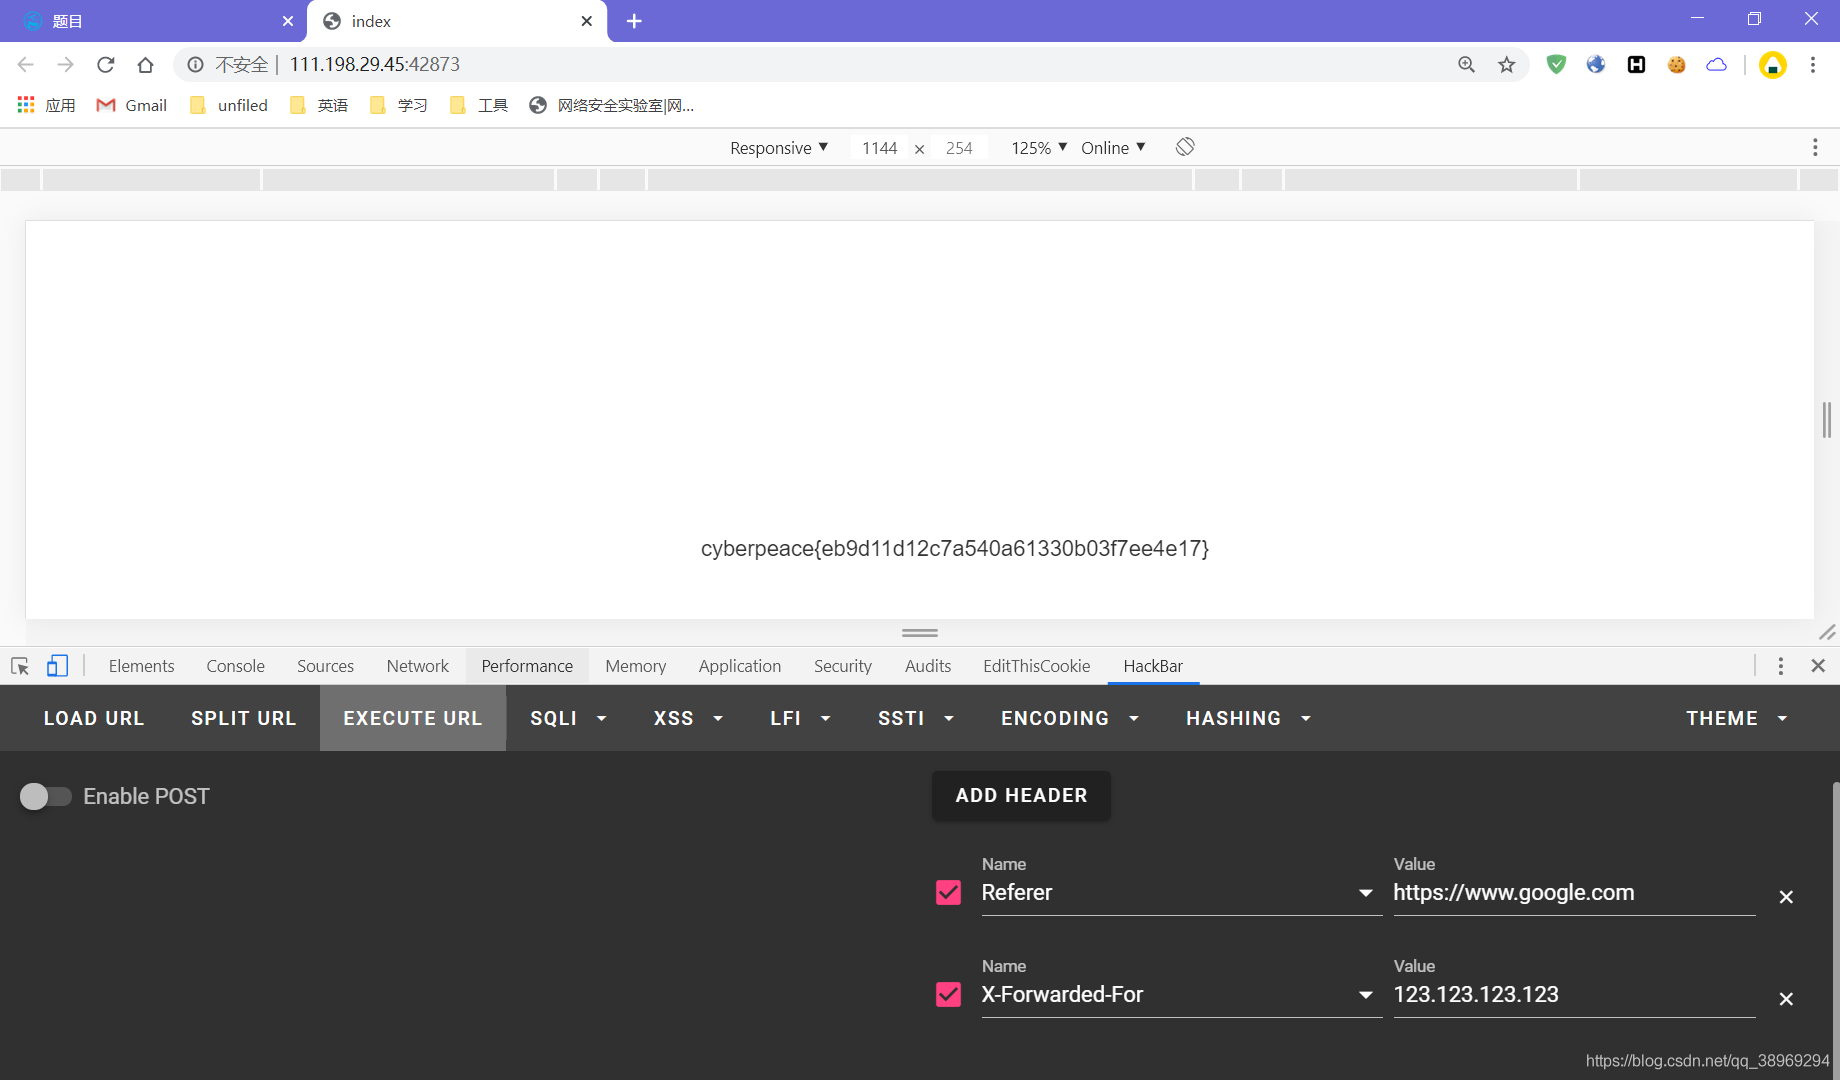 题目
index
不安全 | 111.198.29.45:42873
应用 Gmail unfiled 英语 学习 工具 网络安全实验室|网...
Responsive 1144 × 254 125% Online
cyberpeace{eb9d11d12c7a540a61330b03f7ee4e17}
Elements Console Sources Network Performance Memory Application Security Audits EditThisCookie HackBar
LOAD URL SPLIT URL EXECUTE URL SQLI XSS LFI SSTI ENCODING HASHING THEME
Enable POST
ADD HEADER
Name Value
Referer https://www.google.com
Name Value
X-Forwarded-For 123.123.123.123
https://blog.csdn.net/qq_38969294